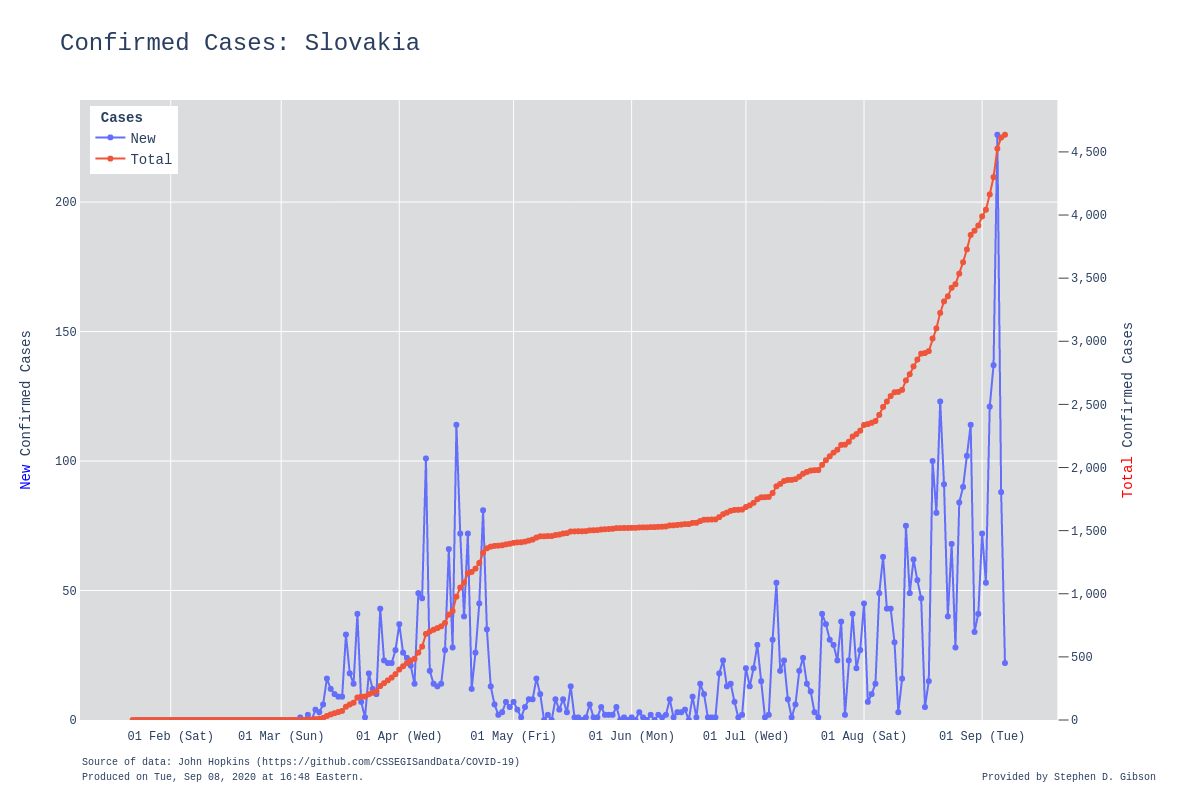 Confirmed Cases: Slovakia
Cases
New
Total
200
150
100
50
0
4,500
4,000
3,500
3,000
2,500
2,000
1,500
1,000
500
0
New Confirmed Cases
Total Confirmed Cases
01 Feb (Sat)
01 Mar (Sun)
01 Apr (Wed)
01 May (Fri)
01 Jun (Mon)
01 Jul (Wed)
01 Aug (Sat)
01 Sep (Tue)
Source of data: John Hopkins (https://github.com/CSSEGISandData/COVID-19)
Produced on Tue, Sep 08, 2020 at 16:48 Eastern.
Provided by Stephen D. Gibson